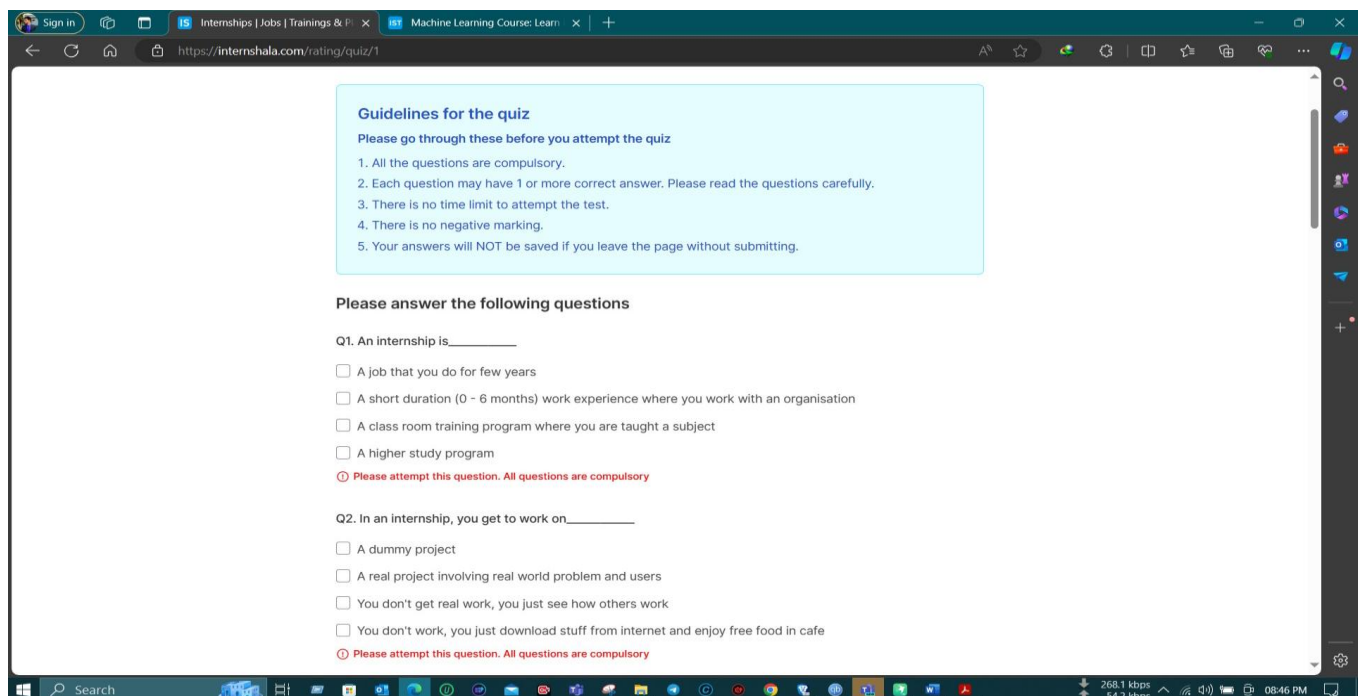 Sign in
Internships | Jobs | Trainings & Pl
Machine Learning Course: Learn
https://internshala.com/rating/quiz/1
Guidelines for the quiz
Please go through these before you attempt the quiz
1. All the questions are compulsory.
2. Each question may have 1 or more correct answer. Please read the questions carefully.
3. There is no time limit to attempt the test.
4. There is no negative marking.
5. Your answers will NOT be saved if you leave the page without submitting.
Please answer the following questions
Q1. An internship is__________
A job that you do for few years
A short duration (0 - 6 months) work experience where you work with an organisation
A class room training program where you are taught a subject
A higher study program
Please attempt this question. All questions are compulsory
Q2. In an internship, you get to work on__________
A dummy project
A real project involving real world problem and users
You don't get real work, you just see how others work
You don't work, you just download stuff from internet and enjoy free food in cafe
Please attempt this question. All questions are compulsory
Search
268.1 kbps
08:46 PM